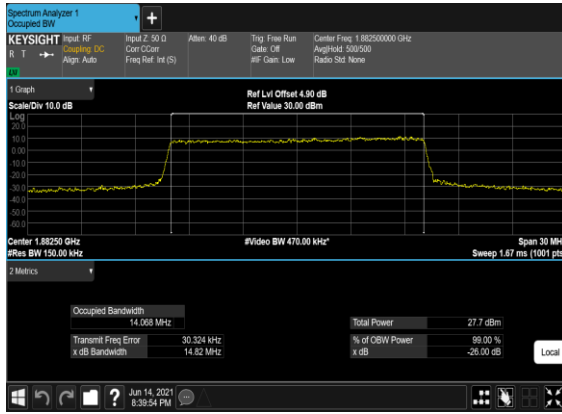 Spectrum Analyzer 1
Occupied BW
+
KEYSIGHT Input: RF Input Z: 50 Ω Atten: 40 dB Trig: Free Run Center Freq: 1.882500000 GHz
R T Coupling: DC Corr CCorr Gate: Off Avg|Hold: 500/500
Align: Auto Freq Ref: Int (S) #IF Gain: Low Radio Std: None
LXI
1 Graph
Ref Lvl Offset 4.90 dB
Scale/Div 10.0 dB Ref Value 30.00 dBm
Log
20.0
10.0
0.00
-10.0
-20.0
-30.0
-40.0
-50.0
-60.0
Center 1.88250 GHz #Video BW 470.00 kHz* Span 30 MH
#Res BW 150.00 kHz Sweep 1.67 ms (1001 pts
2 Metrics
Occupied Bandwidth
14.068 MHz Total Power 27.7 dBm
Transmit Freq Error 30.324 kHz % of OBW Power 99.00 %
x dB Bandwidth 14.82 MHz x dB -26.00 dB
Local
? Jun 14, 2021
8:39:54 PM